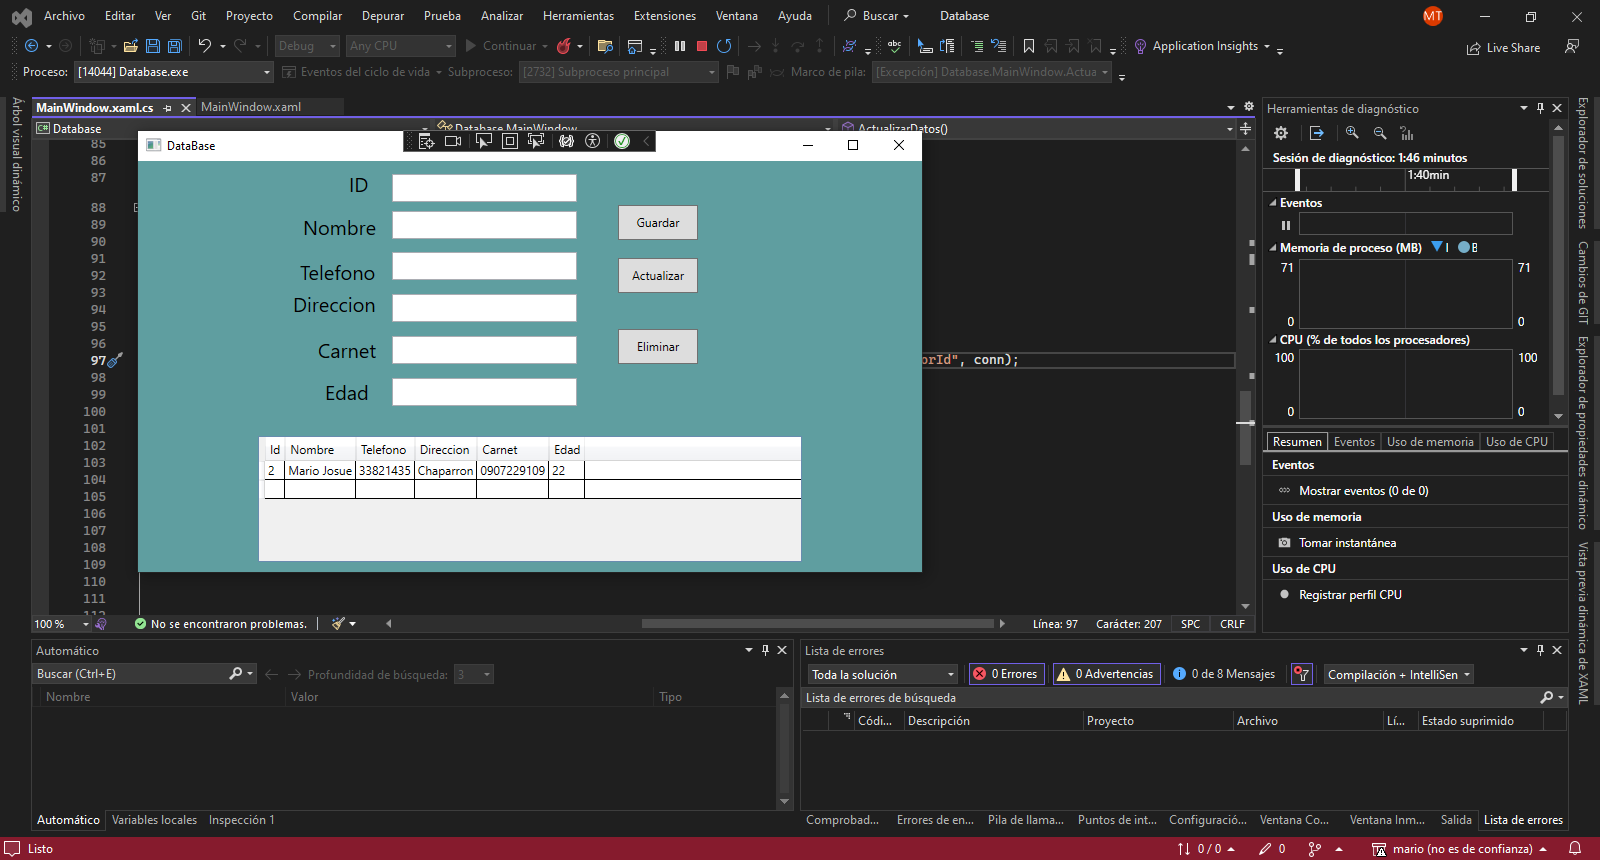 Archivo Editar Ver Git Proyecto Compilar Depurar Prueba Analizar Herramientas Extensiones Ventana Ayuda Buscar Database MT
Debug Any CPU Continuar Application Insights Live Share
Proceso: [14044] Database.exe Eventos del ciclo de vida Subproceso: [2732] Subproceso principal Marco de pila: [Excepción] Database.MainWindow.Actua
Árbol visual dinámico
MainWindow.xaml.cs MainWindow.xaml
Database Database.MainWindow ActualizarDatos()
85
86
87
88
89
90
91
92
93
94
95
96
97
98
99
100
101
102
103
104
105
106
107
108
109
110
111
orId", conn);
DataBase
ID
Nombre
Guardar
Telefono
Actualizar
Direccion
Carnet
Eliminar
Edad
Id Nombre Telefono Direccion Carnet Edad
2 Mario Josue 33821435 Chaparron 0907229109 22
100 % No se encontraron problemas. Línea: 97 Carácter: 207 SPC CRLF
Herramientas de diagnóstico
Sesión de diagnóstico: 1:46 minutos
1:40min
Eventos
Memoria de proceso (MB) I B
71 71
0 0
CPU (% de todos los procesadores)
100 100
0 0
Resumen Eventos Uso de memoria Uso de CPU
Eventos
Mostrar eventos (0 de 0)
Uso de memoria
Tomar instantánea
Uso de CPU
Registrar perfil CPU
Explorador de soluciones
Cambios de GIT
Explorador de propiedades dinámico
Vista previa dinámica de XAML
Automático
Buscar (Ctrl+E) Profundidad de búsqueda: 3
Nombre Valor Tipo
Automático Variables locales Inspección 1
Lista de errores
Toda la solución 0 Errores 0 Advertencias 0 de 8 Mensajes Compilación + IntelliSen
Lista de errores de búsqueda
Códi... Descripción Proyecto Archivo Lí... Estado suprimido
Comprobad... Errores de en... Pila de llama... Puntos de int... Configuració... Ventana Co... Ventana Inm... Salida Lista de errores
Listo 0 / 0 0 mario (no es de confianza)